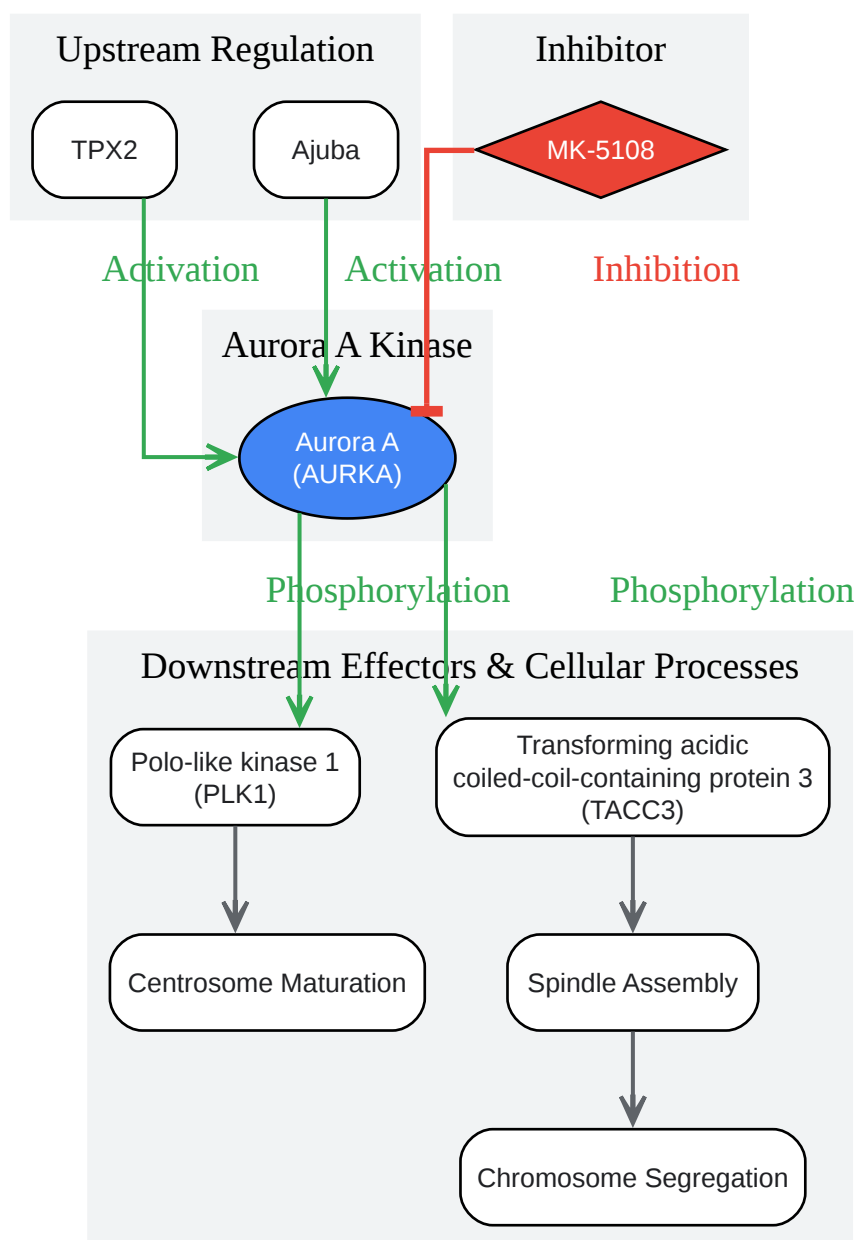 Upstream Regulation
Inhibitor
TPX2
Ajuba
MK-5108
Activation
Activation
Inhibition
Aurora A Kinase
Aurora A
(AURKA)
Phosphorylation
Phosphorylation
Downstream Effectors & Cellular Processes
Polo-like kinase 1
(PLK1)
Transforming acidic
coiled-coil-containing protein 3
(TACC3)
Centrosome Maturation
Spindle Assembly
Chromosome Segregation